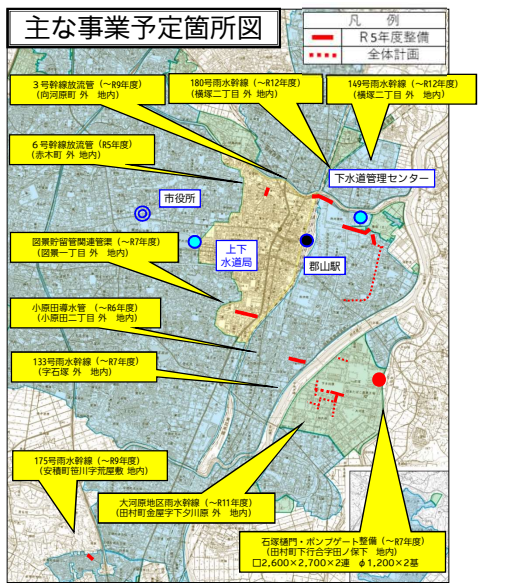 主な事業予定箇所図
凡　例
R5年度整備
全体計画
3号幹線放流管（～R9年度）
（向河原町 外 地内）
180号雨水幹線（～R12年度）
（横塚二丁目 外 地内）
149号雨水幹線（～R12年度）
（横塚二丁目 外 地内）
6号幹線放流管（R5年度）
（赤木町 外 地内）
下水道管理センター
市役所
図景貯留管関連管渠（～R7年度）
（図景一丁目 外 地内）
上下
水道局
郡山駅
小原田導水管 （～R6年度）
（小原田二丁目 外 地内）
133号雨水幹線（～R7年度）
（字石塚 外 地内）
175号雨水幹線（～R9年度）
（安積町笹川字荒屋敷 地内）
大河原地区雨水幹線（～R11年度）
（田村町金屋字下夕川原 外 地内）
石塚樋門・ポンプゲート整備（～R7年度）
（田村町下行合字田ノ保下 地内）
口2,600×2,700×2連 φ1,200×2基